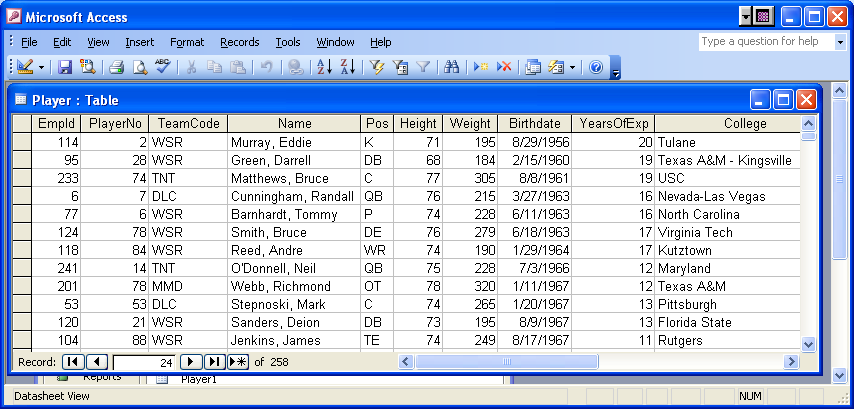 Microsoft Access
File Edit View Insert Format Records Tools Window Help Type a question for help
ABC A Z Z A
Player : Table
EmpId PlayerNo TeamCode Name Pos Height Weight Birthdate YearsOfExp College
114 2 WSR Murray, Eddie K 71 195 8/29/1956 20 Tulane
95 28 WSR Green, Darrell DB 68 184 2/15/1960 19 Texas A&M - Kingsville
233 74 TNT Matthews, Bruce C 77 305 8/8/1961 19 USC
6 7 DLC Cunningham, Randall QB 76 215 3/27/1963 16 Nevada-Las Vegas
77 6 WSR Barnhardt, Tommy P 74 228 6/11/1963 16 North Carolina
124 78 WSR Smith, Bruce DE 76 279 6/18/1963 17 Virginia Tech
118 84 WSR Reed, Andre WR 74 190 1/29/1964 17 Kutztown
241 14 TNT O'Donnell, Neil QB 75 228 7/3/1966 12 Maryland
201 78 MMD Webb, Richmond OT 78 320 1/11/1967 12 Texas A&M
53 53 DLC Stepnoski, Mark C 74 265 1/20/1967 13 Pittsburgh
120 21 WSR Sanders, Deion DB 73 195 8/9/1967 13 Florida State
104 88 WSR Jenkins, James TE 74 249 8/17/1967 11 Rutgers
Record: 24 of 258
Reports Player1
Datasheet View NUM